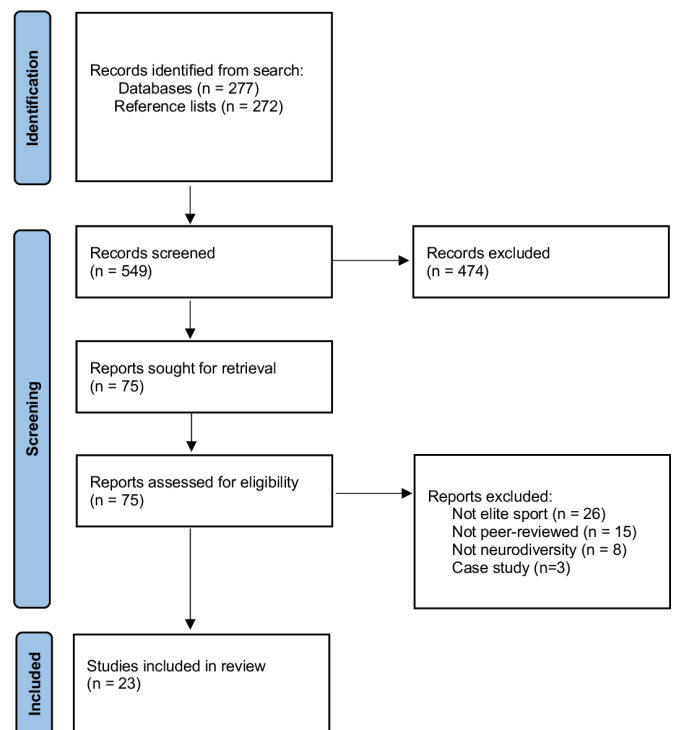 Identification
Records identified from search:
Databases (n = 277)
Reference lists (n = 272)
Screening
Records screened
(n = 549)
Records excluded
(n = 474)
Reports sought for retrieval
(n = 75)
Reports assessed for eligibility
(n = 75)
Reports excluded:
Not elite sport (n = 26)
Not peer-reviewed (n = 15)
Not neurodiversity (n = 8)
Case study (n=3)
Included
Studies included in review
(n = 23)